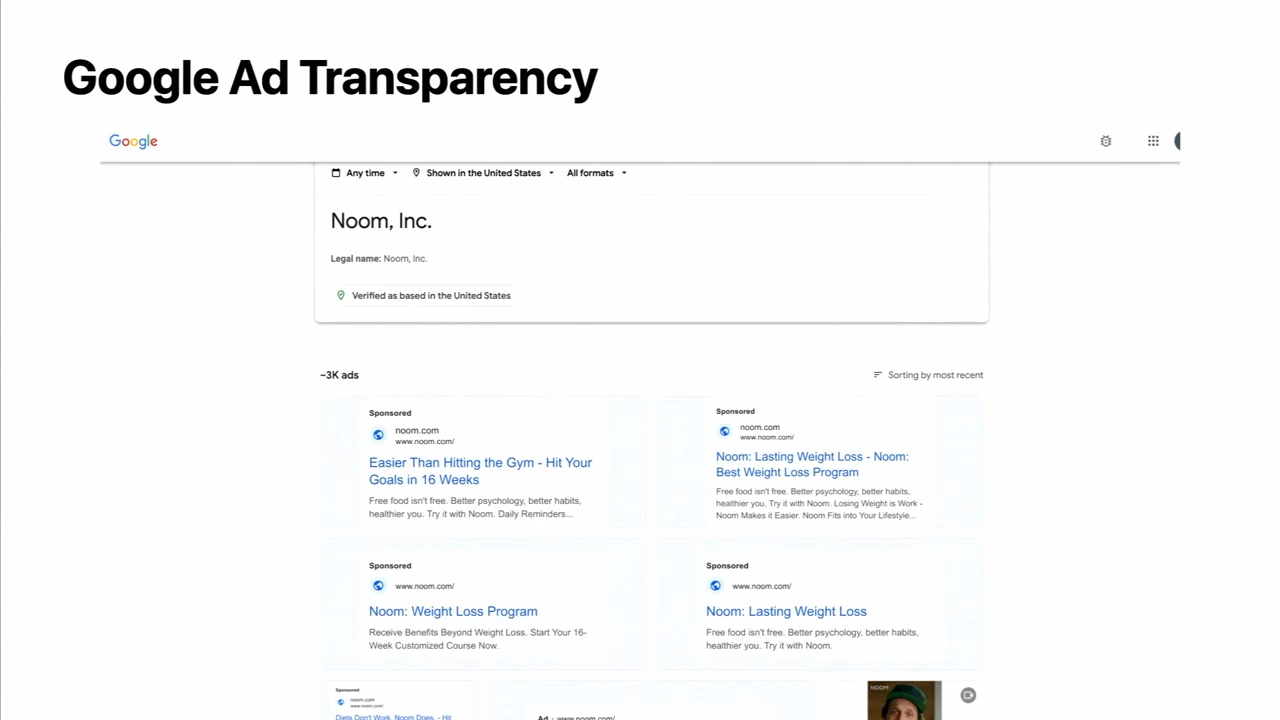 Google Ad Transparency
Google
Any time
Shown in the United States
All formats
Noom, Inc.
Legal name: Noom, Inc.
Verified as based in the United States
~3K ads
Sorting by most recent
Sponsored
noom.com
www.noom.com/
Easier Than Hitting the Gym - Hit Your
Goals in 16 Weeks
Free food isn't free. Better psychology, better habits,
healthier you. Try it with Noom. Daily Reminders...
Sponsored
noom.com
www.noom.com/
Noom: Lasting Weight Loss - Noom:
Best Weight Loss Program
Free food isn't free. Better psychology, better habits,
healthier you. Try it with Noom. Losing Weight is Work -
Noom Makes it Easier. Noom Fits into Your Lifestyle...
Sponsored
www.noom.com/
Noom: Weight Loss Program
Receive Benefits Beyond Weight Loss. Start Your 16-
Week Customized Course Now.
Sponsored
www.noom.com/
Noom: Lasting Weight Loss
Free food isn't free. Better psychology, better habits,
healthier you. Try it with Noom.
Sponsored
noom.com
www.noom.com/
Diets Don't Work. Noom Does. - Hit
Ad · www.noom.com/
NOOM